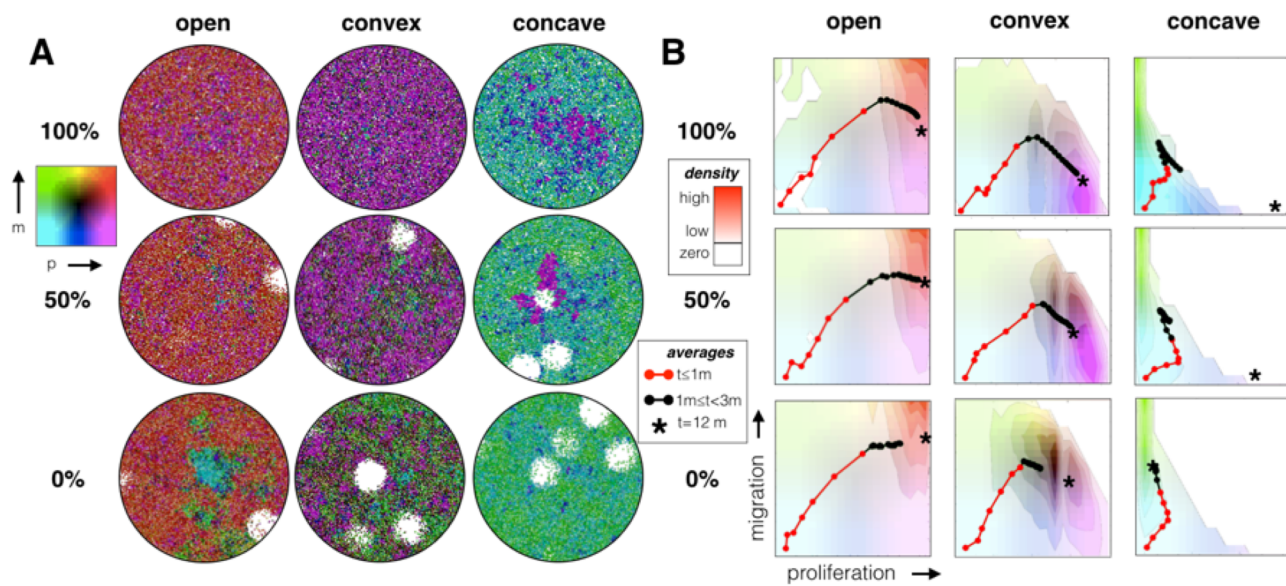 A
open convex concave
100%
m
p
50%
0%
B
open convex concave
100%
density
high
low
zero
50%
averages
t≤1m
1m≤t<3m
* t=12 m
0%
migration
proliferation